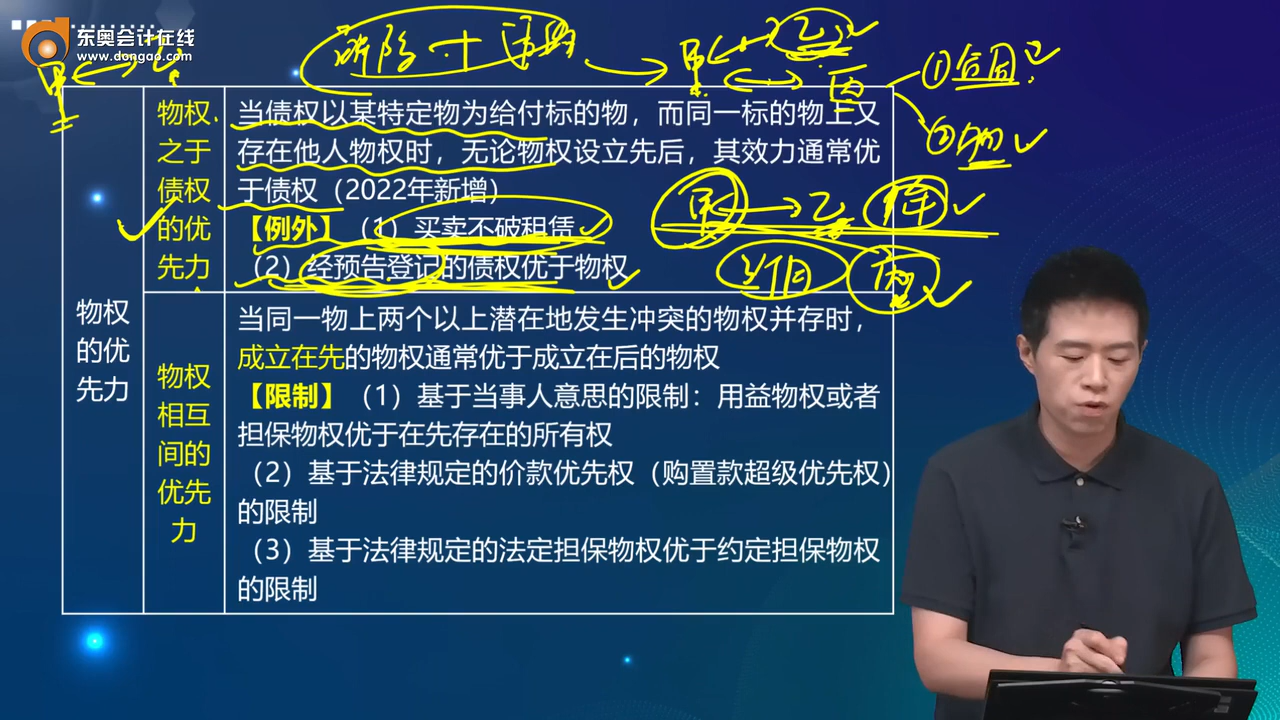 东奥会计在线
www.dongao.com
甲 乙
甲 乙
① 合同
②
乙
物权之于债权的优先力
当债权以某特定物为给付标的物，而同一标的物上又
存在他人物权时，无论物权设立先后，其效力通常优
于债权（2022年新增）
【例外】（1）买卖不破租赁
（2）经预告登记的债权优于物权
物权
的优
先力
物权
相互
间的
优先
力
当同一物上两个以上潜在地发生冲突的物权并存时，
成立在先的物权通常优于成立在后的物权
【限制】（1）基于当事人意思的限制：用益物权或者
担保物权优于在先存在的所有权
（2）基于法律规定的价款优先权（购置款超级优先权）
的限制
（3）基于法律规定的法定担保物权优于约定担保物权
的限制